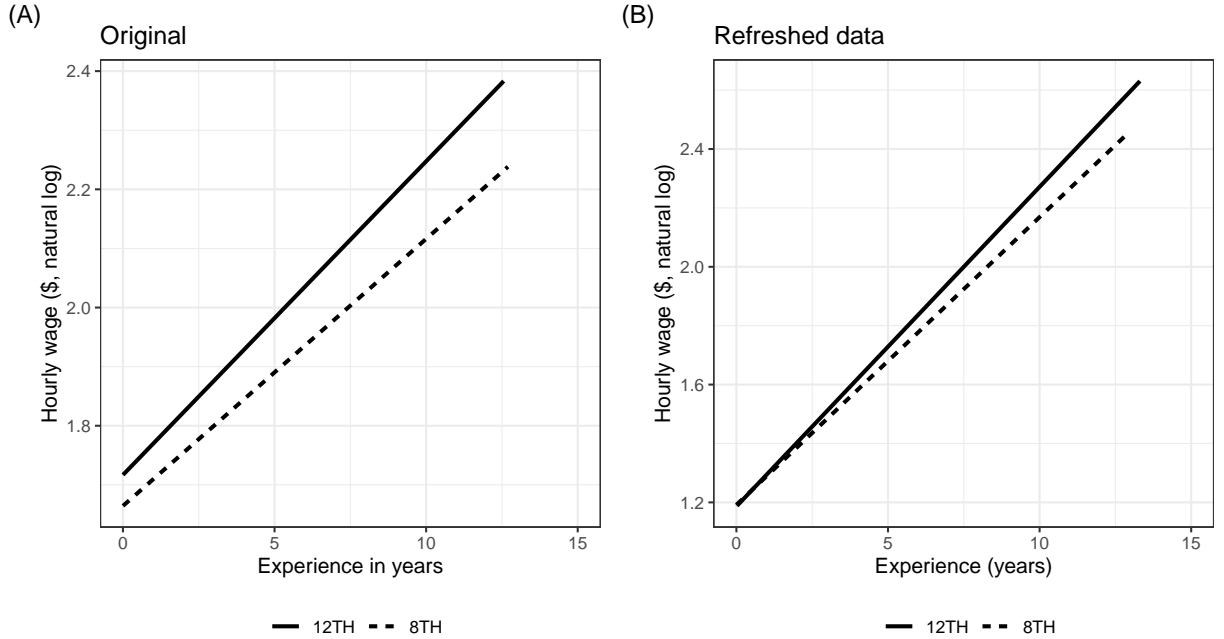 (A)
Original
Hourly wage ($, natural log)
2.4
2.2
2.0
1.8
0 5 10 15
Experience in years
12TH 8TH
(B)
Refreshed data
Hourly wage ($, natural log)
2.4
2.0
1.6
1.2
0 5 10 15
Experience (years)
12TH 8TH